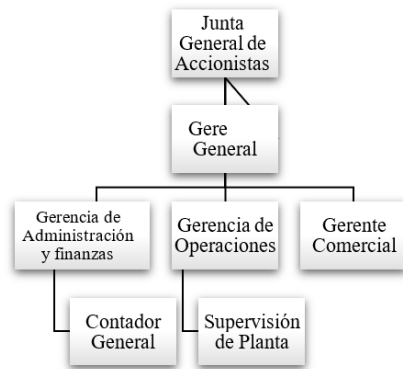 Junta
General de
Accionistas
Gere
General
Gerencia de
Administración
y finanzas
Gerencia de
Operaciones
Gerente
Comercial
Contador
General
Supervisión
de Planta